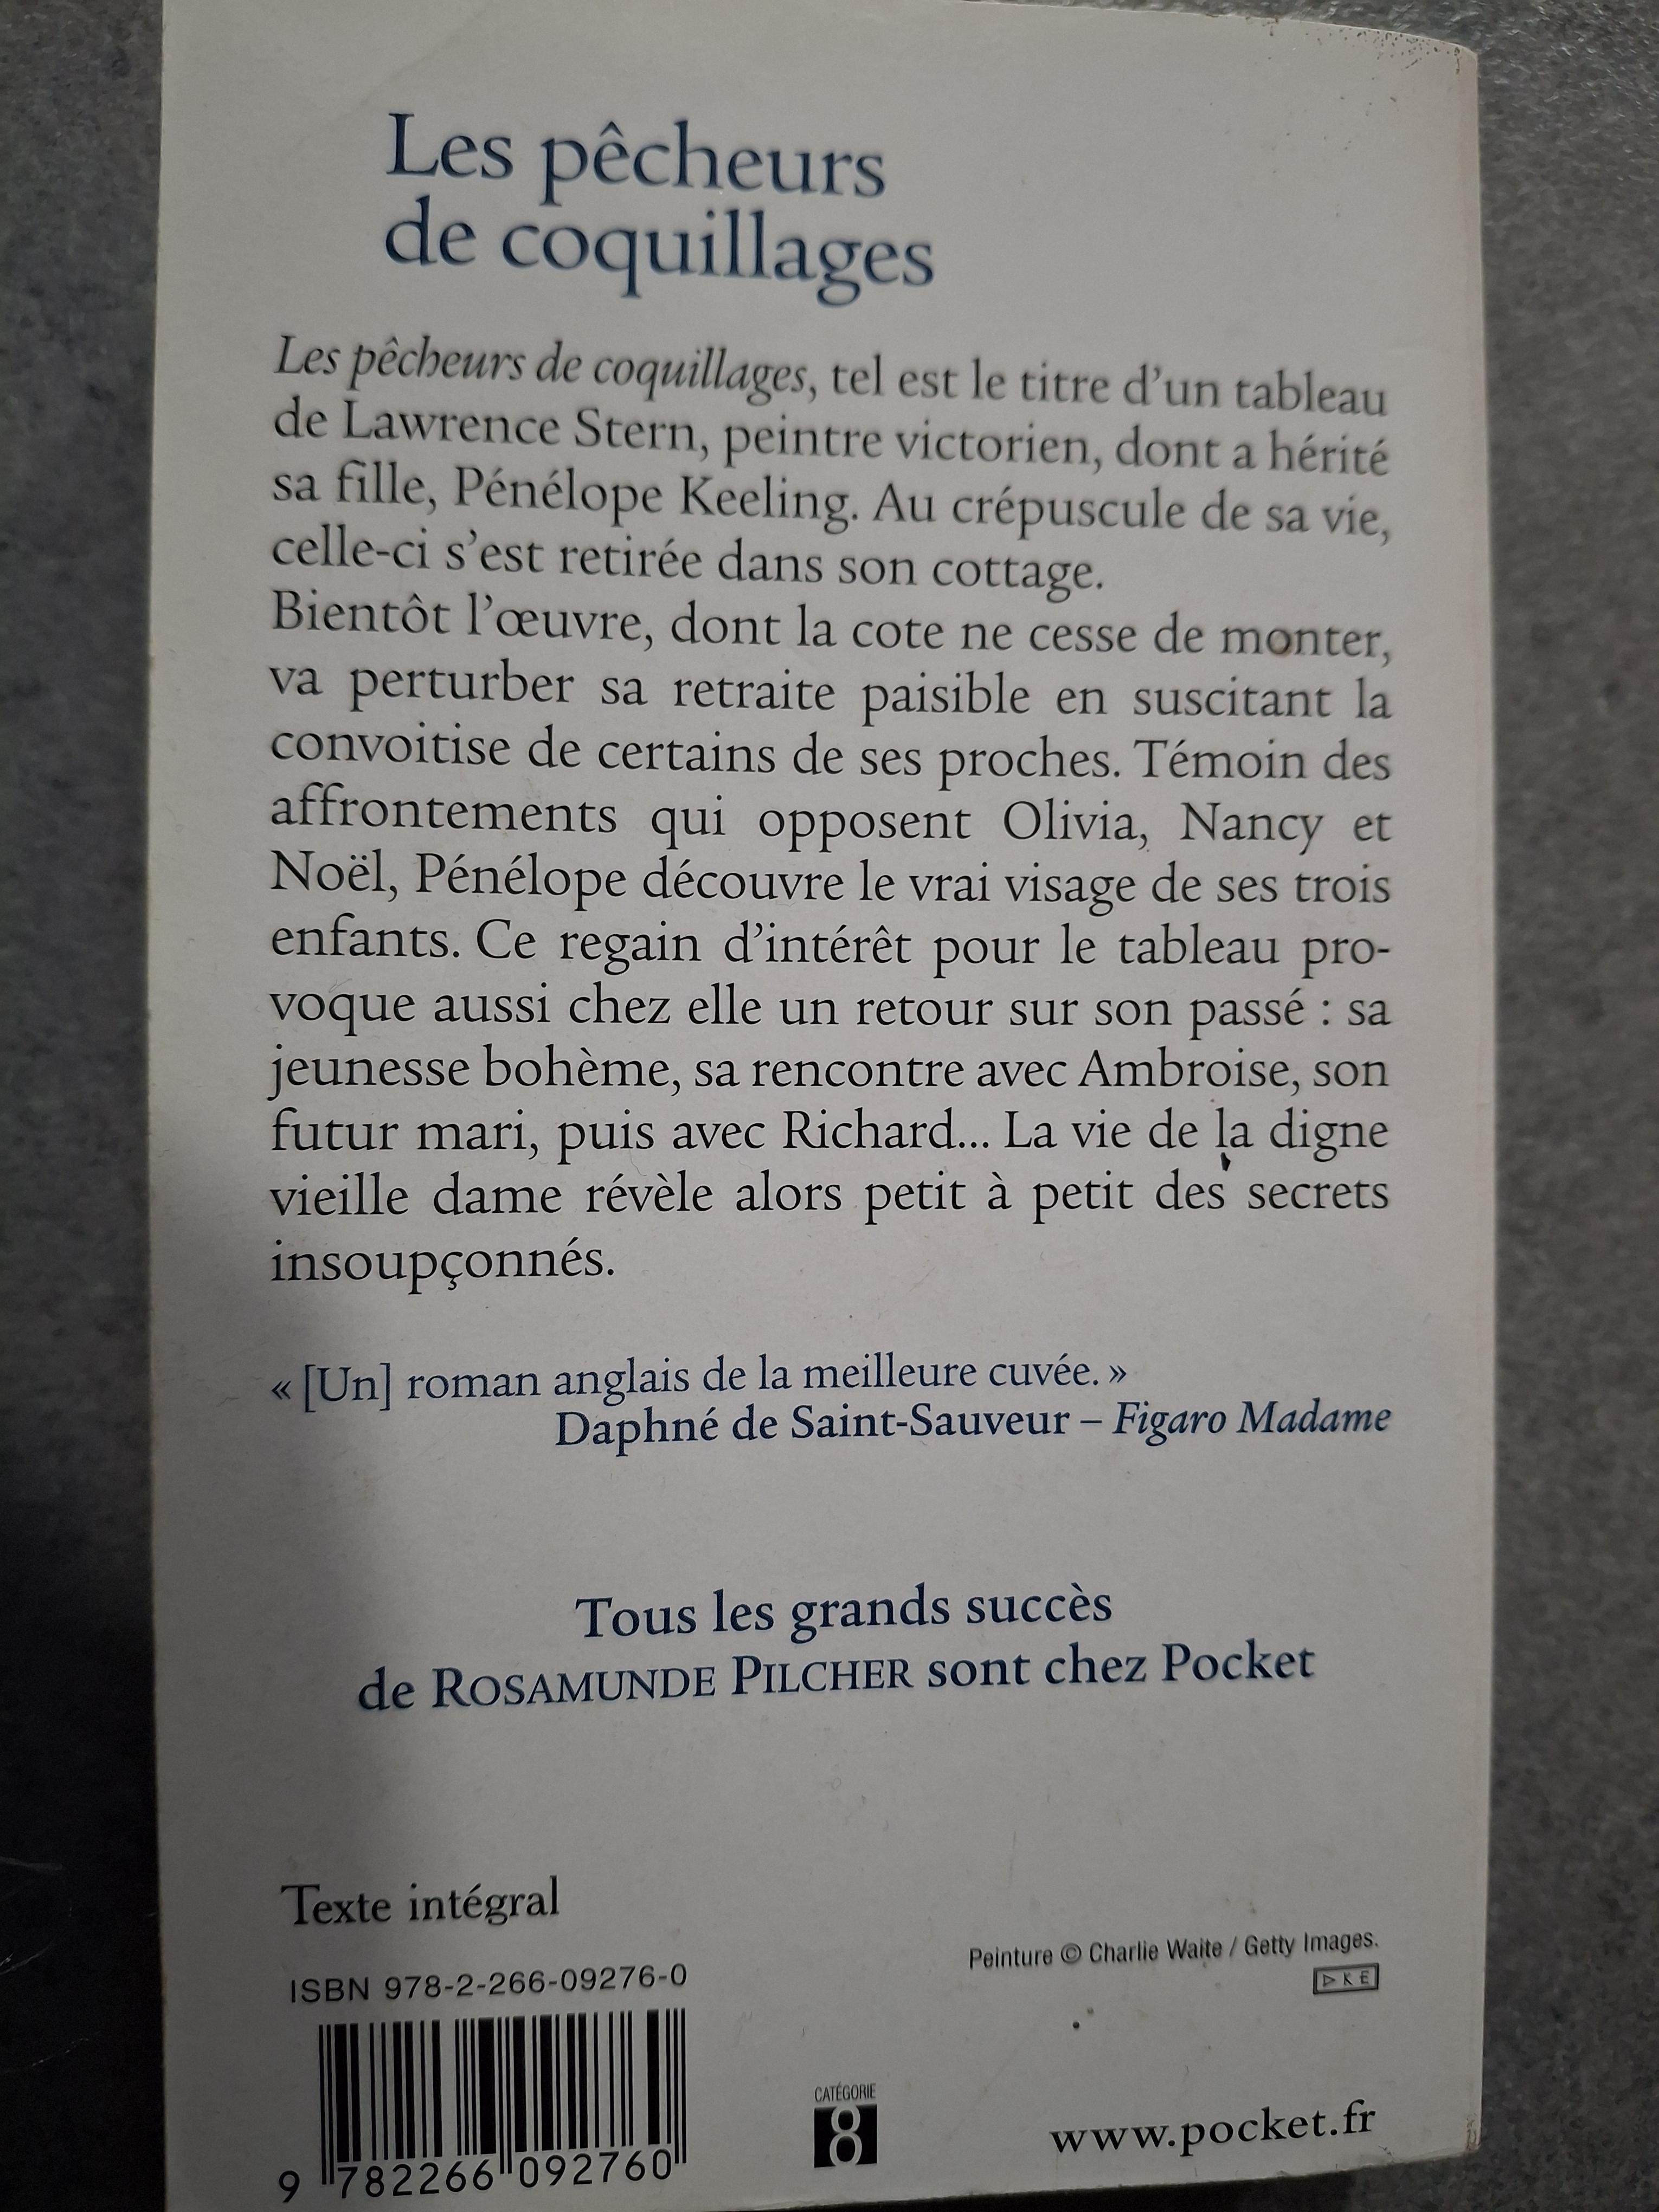 Les pêcheurs
de coquillages
Les pêcheurs de coquillages, tel est le titre d'un tableau
de Lawrence Stern, peintre victorien, dont a hérité
sa fille, Pénélope Keeling. Au crépuscule de sa vie,
celle-ci s'est retirée dans son cottage.
Bientôt l'œuvre, dont la cote ne cesse de monter,
va perturber sa retraite paisible en suscitant la
convoitise de certains de ses proches. Témoin des
affrontements qui opposent Olivia, Nancy et
Noël, Pénélope découvre le vrai visage de ses trois
enfants. Ce regain d'intérêt pour le tableau pro-
voque aussi chez elle un retour sur son passé : sa
jeunesse bohème, sa rencontre avec Ambroise, son
futur mari, puis avec Richard... La vie de la digne
vieille dame révèle alors petit à petit des secrets
insoupçonnés.
« [Un] roman anglais de la meilleure cuvée. »
Daphné de Saint-Sauveur – Figaro Madame
Tous les grands succès
de ROSAMUNDE PILCHER sont chez Pocket
Texte intégral
Peinture © Charlie Waite / Getty Images.
DKE
ISBN 978-2-266-09276-0
9 782266 092760
CATÉGORIE
8
www.pocket.fr